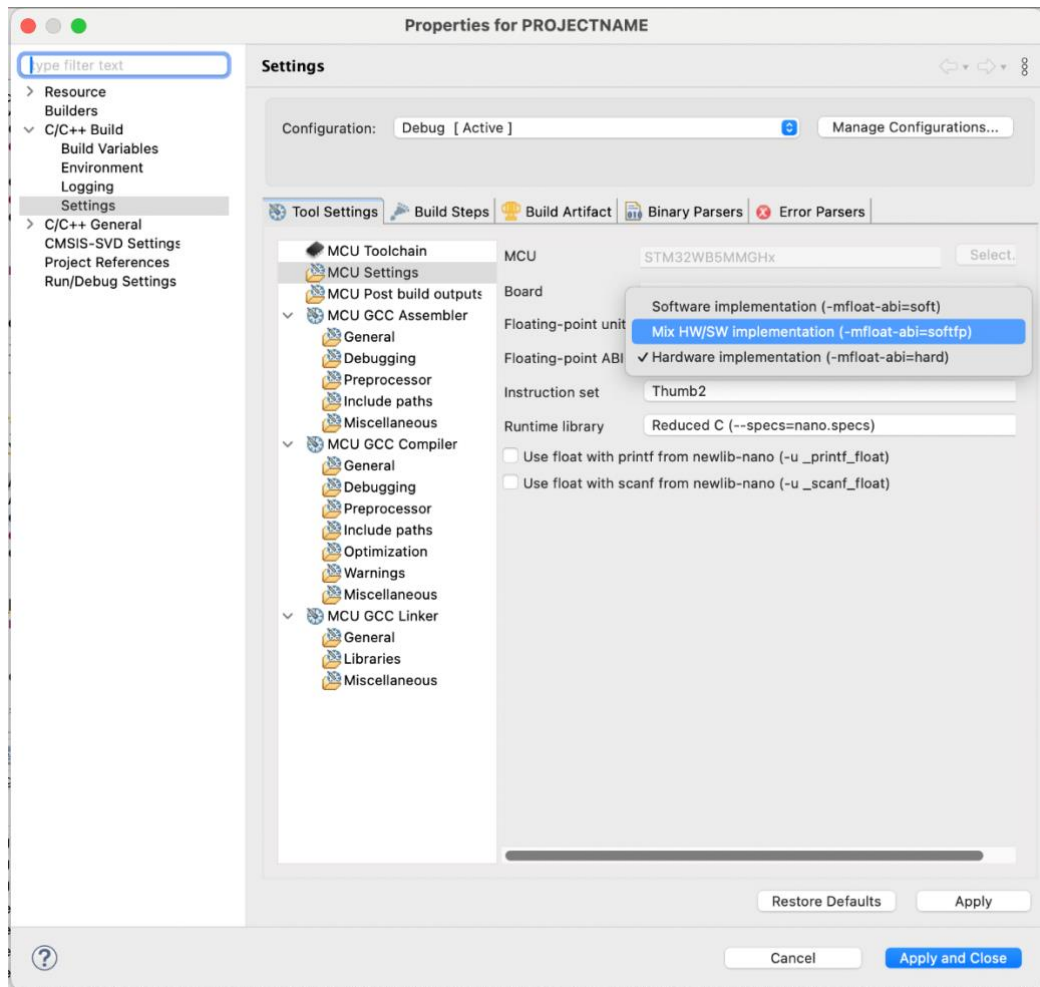 Properties for PROJECTNAME
type filter text
Resource
Builders
C/C++ Build
Build Variables
Environment
Logging
Settings
C/C++ General
CMSIS-SVD Settings
Project References
Run/Debug Settings
Settings
Configuration: Debug [ Active ] Manage Configurations...
Tool Settings Build Steps Build Artifact Binary Parsers Error Parsers
MCU Toolchain
MCU Settings
MCU Post build outputs
MCU GCC Assembler
General
Debugging
Preprocessor
Include paths
Miscellaneous
MCU GCC Compiler
General
Debugging
Preprocessor
Include paths
Optimization
Warnings
Miscellaneous
MCU GCC Linker
General
Libraries
Miscellaneous
MCU STM32WB5MMGHx Select.
Board
Floating-point unit
Floating-point ABI
Software implementation (-mfloat-abi=soft)
Mix HW/SW implementation (-mfloat-abi=softfp)
✓ Hardware implementation (-mfloat-abi=hard)
Instruction set Thumb2
Runtime library Reduced C (--specs=nano.specs)
Use float with printf from newlib-nano (-u _printf_float)
Use float with scanf from newlib-nano (-u _scanf_float)
Restore Defaults Apply
? Cancel Apply and Close